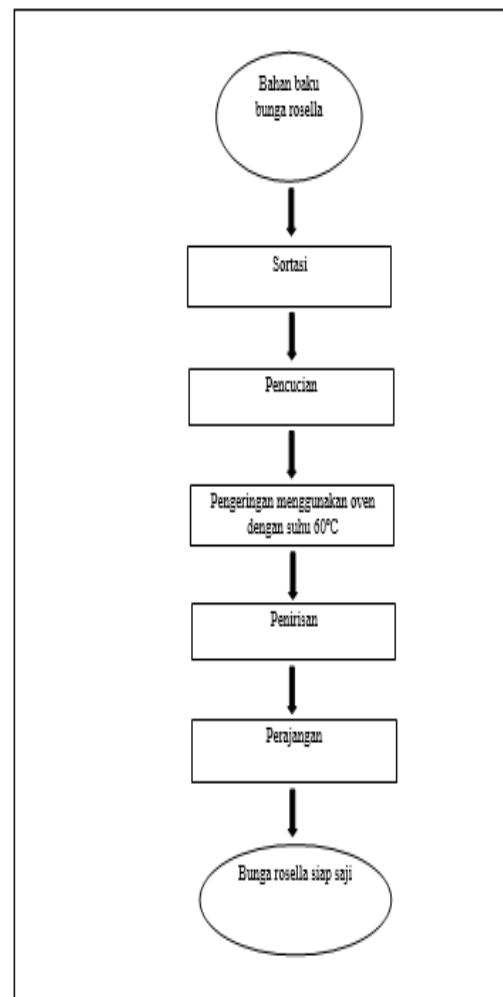 Bahan baku
bunga rosella
Sortasi
Pencucian
Pengeringan menggunakan oven
dengan suhu 60°C
Penirisan
Perajangan
Bunga rosella siap saji